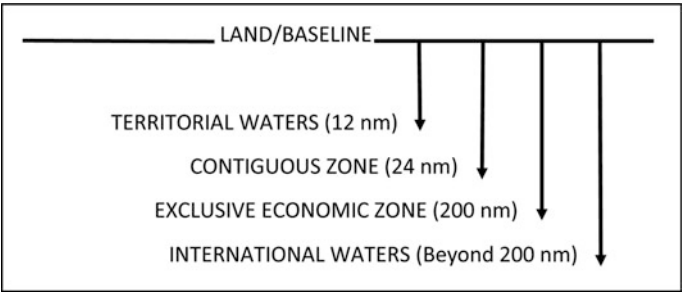 LAND/BASELINE
TERRITORIAL WATERS (12 nm)
CONTIGUOUS ZONE (24 nm)
EXCLUSIVE ECONOMIC ZONE (200 nm)
INTERNATIONAL WATERS (Beyond 200 nm)